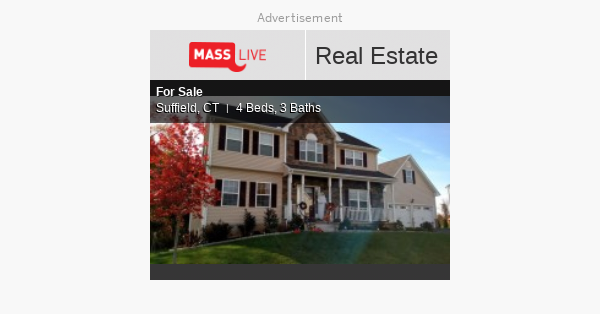 Advertisement
MASS LIVE
Real Estate
For Sale
Suffield, CT | 4 Beds, 3 Baths